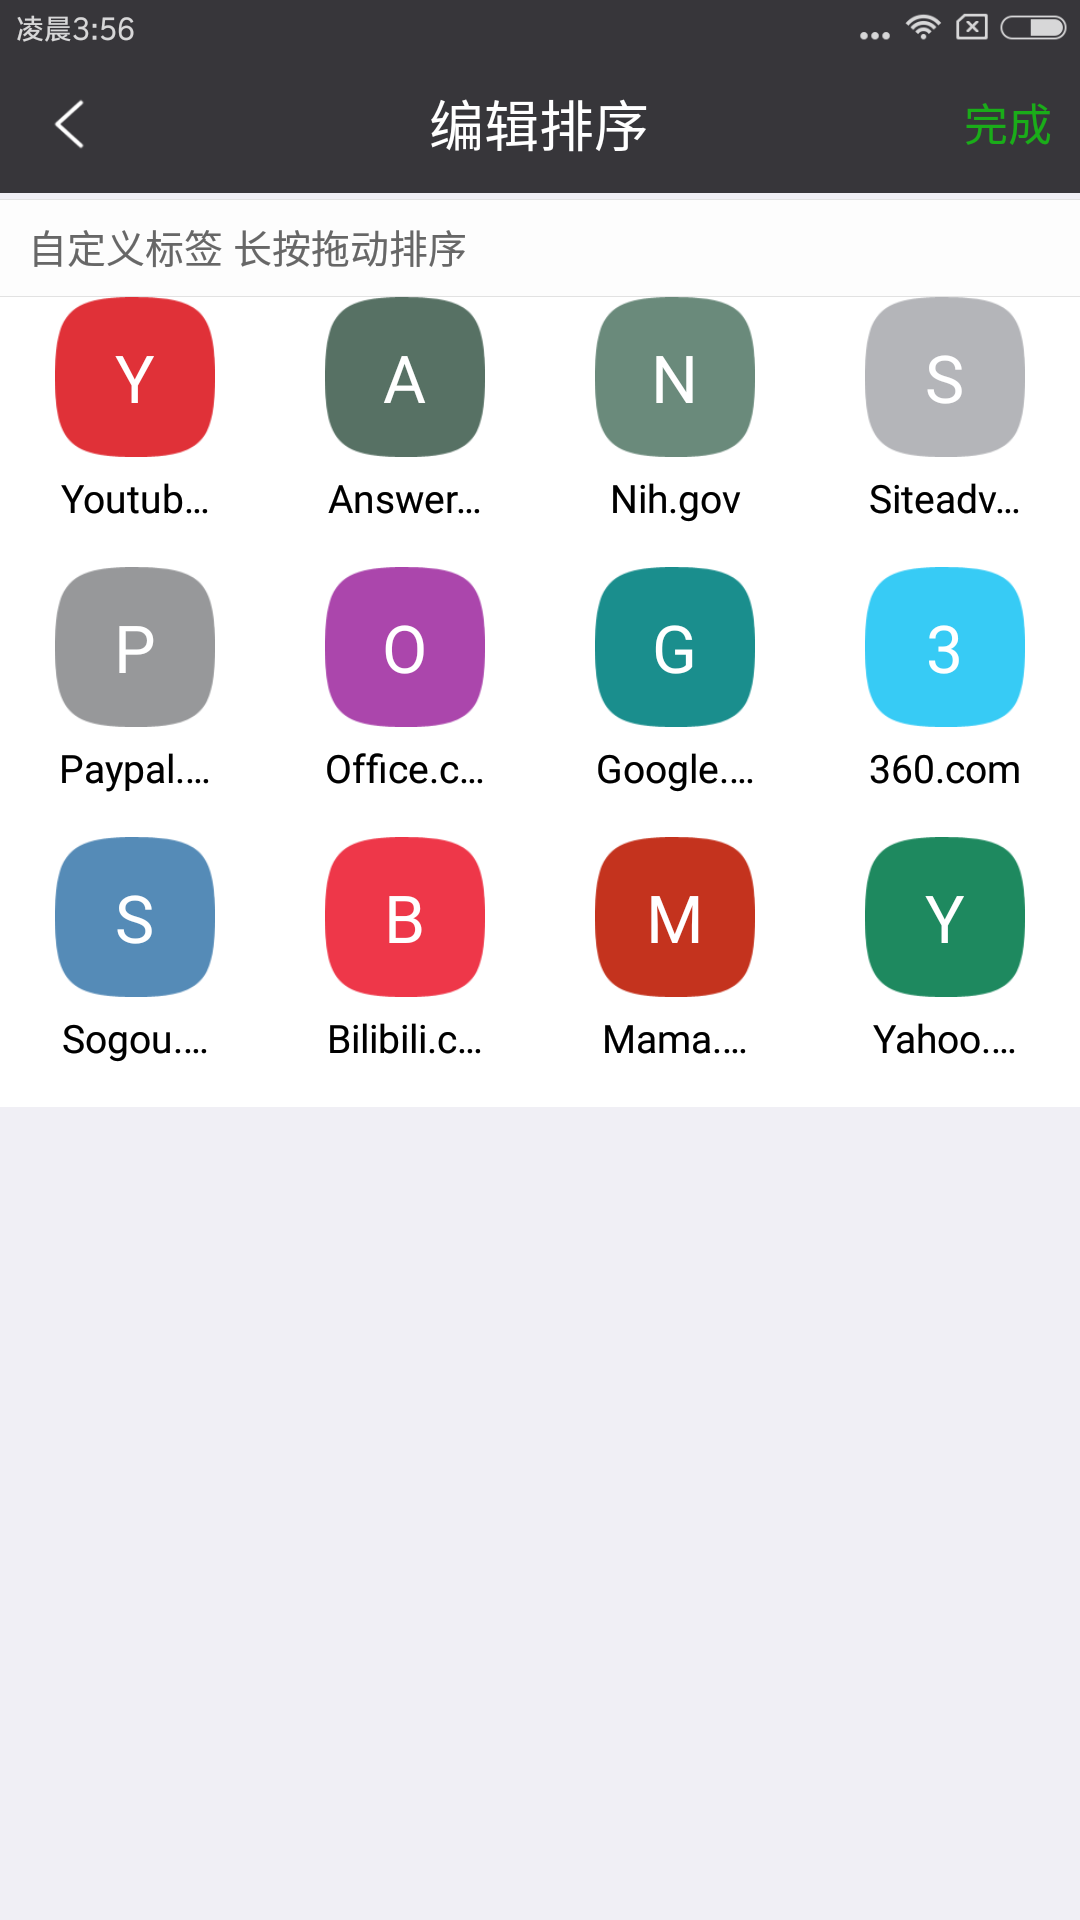 凌晨3:56
编辑排序
完成
自定义标签 长按拖动排序
Y A N S
Youtub... Answer... Nih.gov Siteadv...
P O G 3
Paypal.... Office.c... Google.... 360.com
S B M Y
Sogou.... Bilibili.c... Mama.... Yahoo....